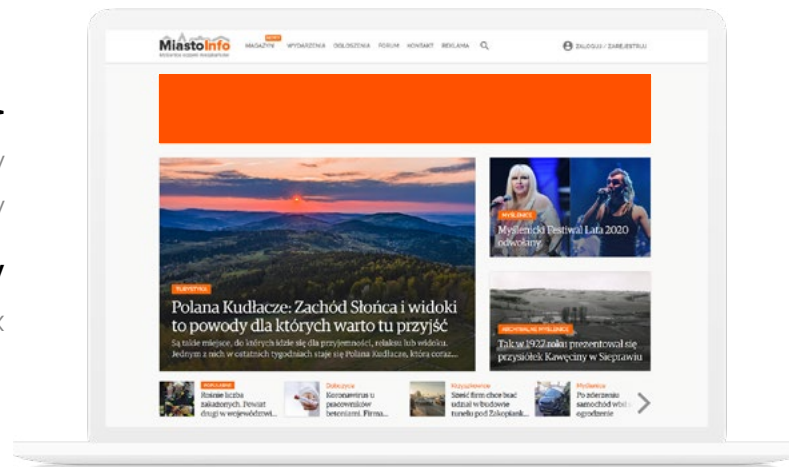 MiastoInfo
MAGAZYN WYDARZENIA OGŁOSZENIA FORUM KONTAKT REKLAMA
ZALOGUJ / ZAREJESTRUJ
TURYSTYKA
Polana Kudłacze: Zachód Słońca i widoki
to powody dla których warto tu przyjść
Są takie miejsce, do których idzie się dla przyjemności, relaksu lub widoku.
Jednym z nich w ostatnich tygodniach staje się Polana Kudłacze, która coraz...
MYŚLENICE
Myślenicki Festiwal Lata 2020
odwołany.
ARCHIWALNE MYŚLENICE
Tak w 1927 roku prezentował się
przysiółek Kawęciny w Sieprawiu
Rośnie liczba
zakażonych. Powiat
drugi w województwi...
Dobczyce
Koronawirus u
pracowników
betoniarni. Firma...
Krzyszkowice
Sześć firm chce brać
udział w budowie
tunelu pod Zakopiank...
Myślenice
Po zderzeniu
samochód wbił
ogrodzenie